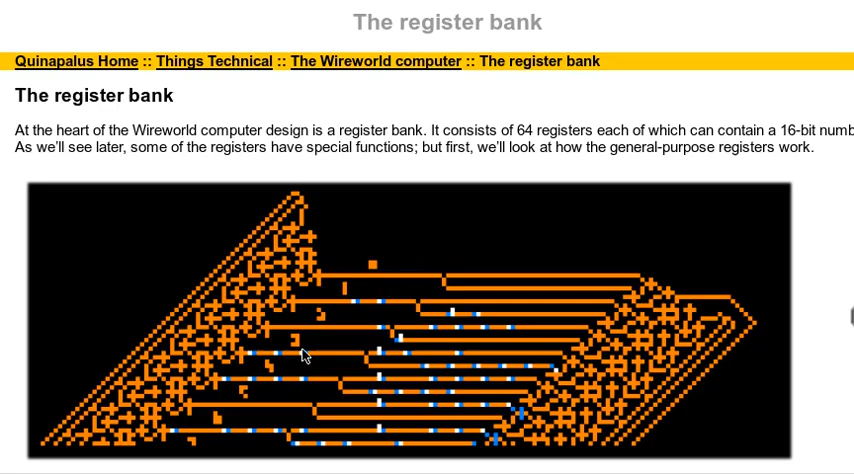 The register bank
Quinapalus Home :: Things Technical :: The Wireworld computer :: The register bank
The register bank
At the heart of the Wireworld computer design is a register bank. It consists of 64 registers each of which can contain a 16-bit numb
As we'll see later, some of the registers have special functions; but first, we'll look at how the general-purpose registers work.